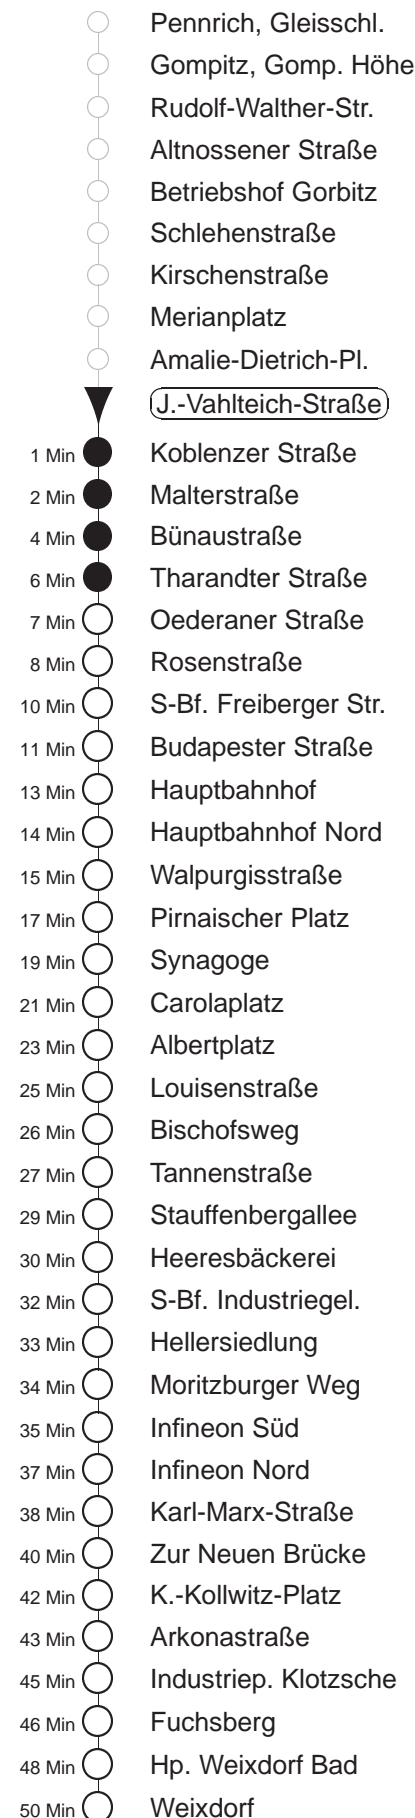 Pennrich, Gleisschl.
Gompitz, Gomp. Höhe
Rudolf-Walther-Str.
Altnossener Straße
Betriebshof Gorbitz
Schlehenstraße
Kirschenstraße
Merianplatz
Amalie-Dietrich-Pl.
J.-Vahlteich-Straße
1 Min Koblenzer Straße
2 Min Malterstraße
4 Min Bünaustraße
6 Min Tharandter Straße
7 Min Oederaner Straße
8 Min Rosenstraße
10 Min S-Bf. Freiberger Str.
11 Min Budapester Straße
13 Min Hauptbahnhof
14 Min Hauptbahnhof Nord
15 Min Walpurgisstraße
17 Min Pirnaischer Platz
19 Min Synagoge
21 Min Carolaplatz
23 Min Albertplatz
25 Min Louisenstraße
26 Min Bischofsweg
27 Min Tannenstraße
29 Min Stauffenbergallee
30 Min Heeresbäckerei
32 Min S-Bf. Industriegel.
33 Min Hellersiedlung
34 Min Moritzburger Weg
35 Min Infineon Süd
37 Min Infineon Nord
38 Min Karl-Marx-Straße
40 Min Zur Neuen Brücke
42 Min K.-Kollwitz-Platz
43 Min Arkonastraße
45 Min Industriep. Klotzsche
46 Min Fuchsberg
48 Min Hp. Weixdorf Bad
50 Min Weixdorf